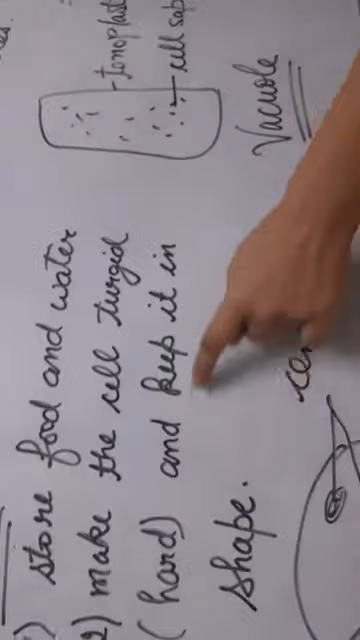 tonoplast
cell sap
Vacuole
1) store food and water
2) make the cell turgid
(hard) and keep it in
shape.